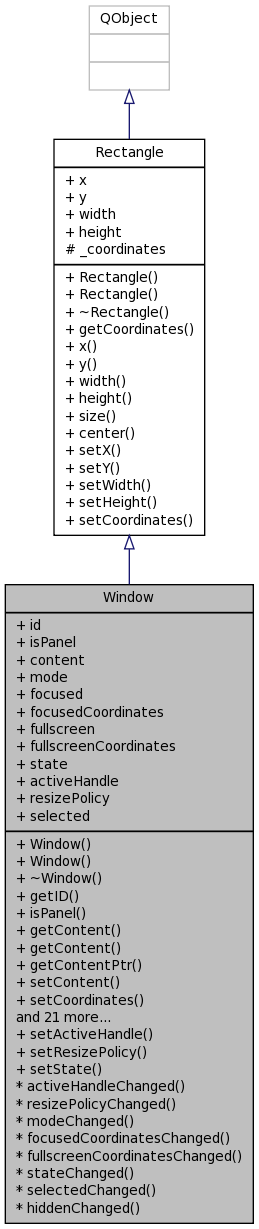 QObject
Rectangle
+ x
+ y
+ width
+ height
# _coordinates
+ Rectangle()
+ Rectangle()
+ ~Rectangle()
+ getCoordinates()
+ x()
+ y()
+ width()
+ height()
+ size()
+ center()
+ setX()
+ setY()
+ setWidth()
+ setHeight()
+ setCoordinates()
Window
+ id
+ isPanel
+ content
+ mode
+ focused
+ focusedCoordinates
+ fullscreen
+ fullscreenCoordinates
+ state
+ activeHandle
+ resizePolicy
+ selected
+ Window()
+ Window()
+ ~Window()
+ getID()
+ isPanel()
+ getContent()
+ getContent()
+ getContentPtr()
+ setContent()
+ setCoordinates()
and 21 more...
+ setActiveHandle()
+ setResizePolicy()
+ setState()
* activeHandleChanged()
* resizePolicyChanged()
* modeChanged()
* focusedCoordinatesChanged()
* fullscreenCoordinatesChanged()
* stateChanged()
* selectedChanged()
* hiddenChanged()